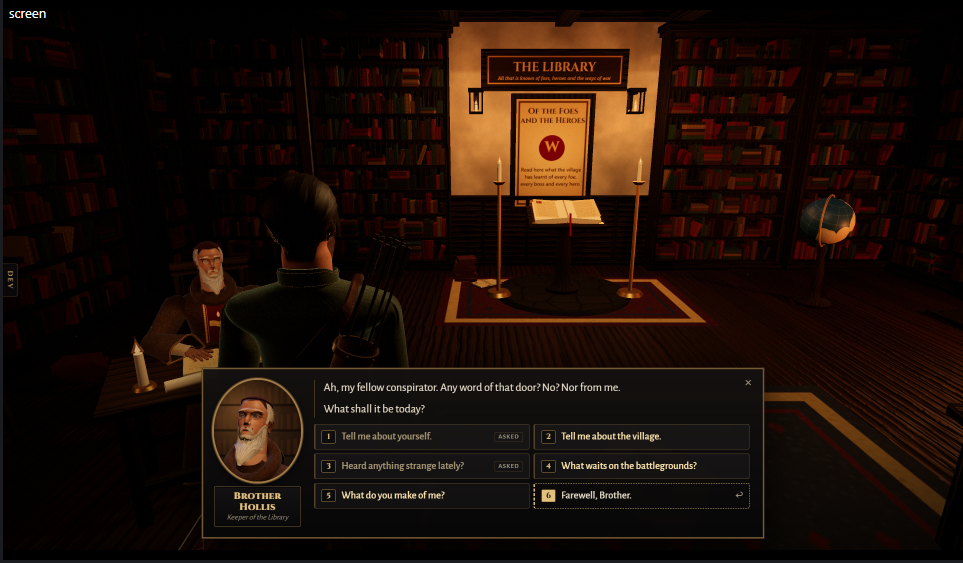 screen
THE LIBRARY
All that is known of foes, heroes and the ways of war
OF THE FOES
AND THE HEROES
W
Read here what the village
has learnt of every foe,
every boss and every hero.
DEV
Ah, my fellow conspirator. Any word of that door? No? Nor from me.
×
What shall it be today?
1 Tell me about yourself. ASKED
2 Tell me about the village.
3 Heard anything strange lately? ASKED
4 What waits on the battlegrounds?
5 What do you make of me?
6 Farewell, Brother. ↩
BROTHER
HOLLIS
Keeper of the Library